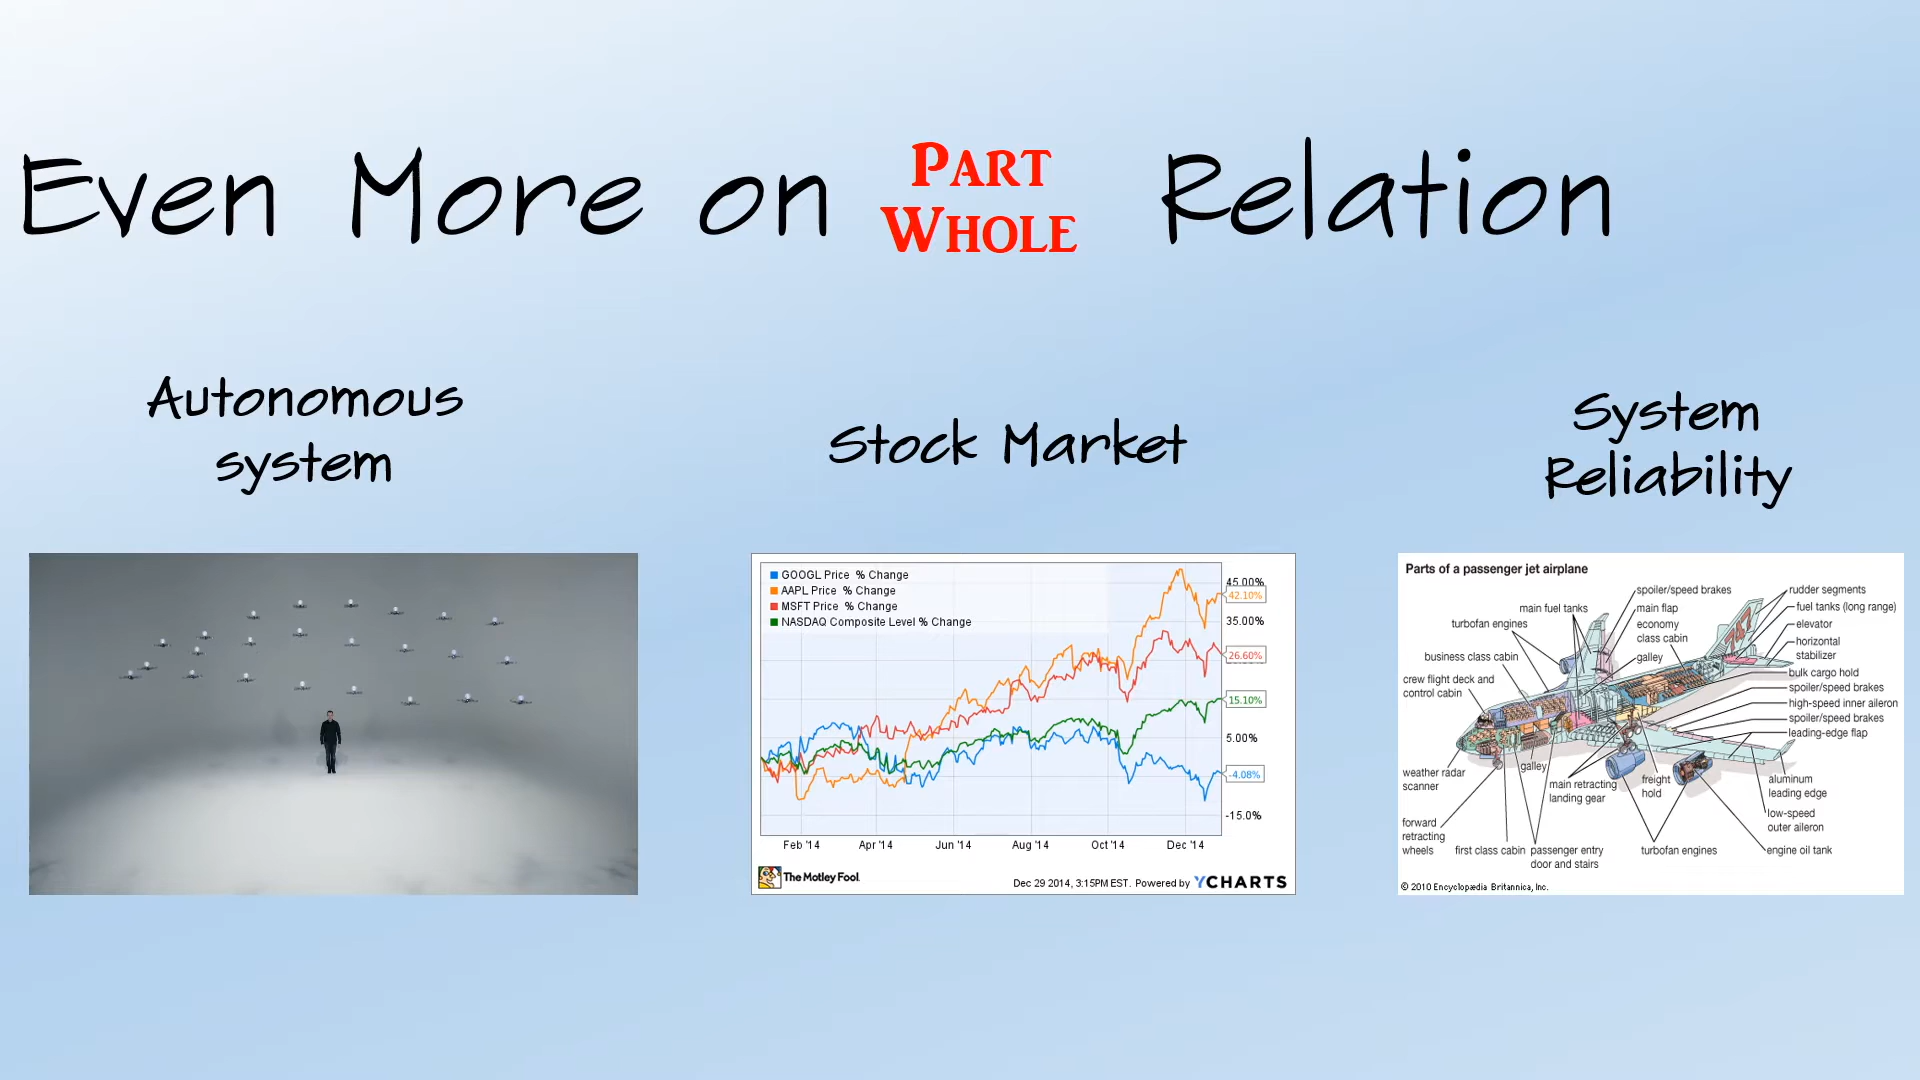 Even More on PART WHOLE Relation
Autonomous
system
Stock Market
System
Reliability
GOOGL Price % Change
AAPL Price % Change
MSFT Price % Change
NASDAQ Composite Level % Change
45.00%
42.10%
35.00%
26.60%
15.10%
5.00%
-4.08%
-15.0%
Feb '14 Apr '14 Jun '14 Aug '14 Oct '14 Dec '14
The Motley Fool.
Dec 29 2014, 3:15PM EST. Powered by YCHARTS
Parts of a passenger jet airplane
spoiler/speed brakes
main fuel tanks
main flap
turbofan engines
economy
class cabin
business class cabin
galley
crew flight deck and
control cabin
rudder segments
fuel tanks (long range)
elevator
horizontal
stabilizer
bulk cargo hold
spoiler/speed brakes
high-speed inner aileron
spoiler/speed brakes
leading-edge flap
weather radar
scanner
galley
main retracting
landing gear
freight
hold
aluminum
leading edge
low-speed
outer aileron
forward
retracting
wheels
first class cabin
passenger entry
door and stairs
turbofan engines
engine oil tank
© 2010 Encyclopædia Britannica, Inc.